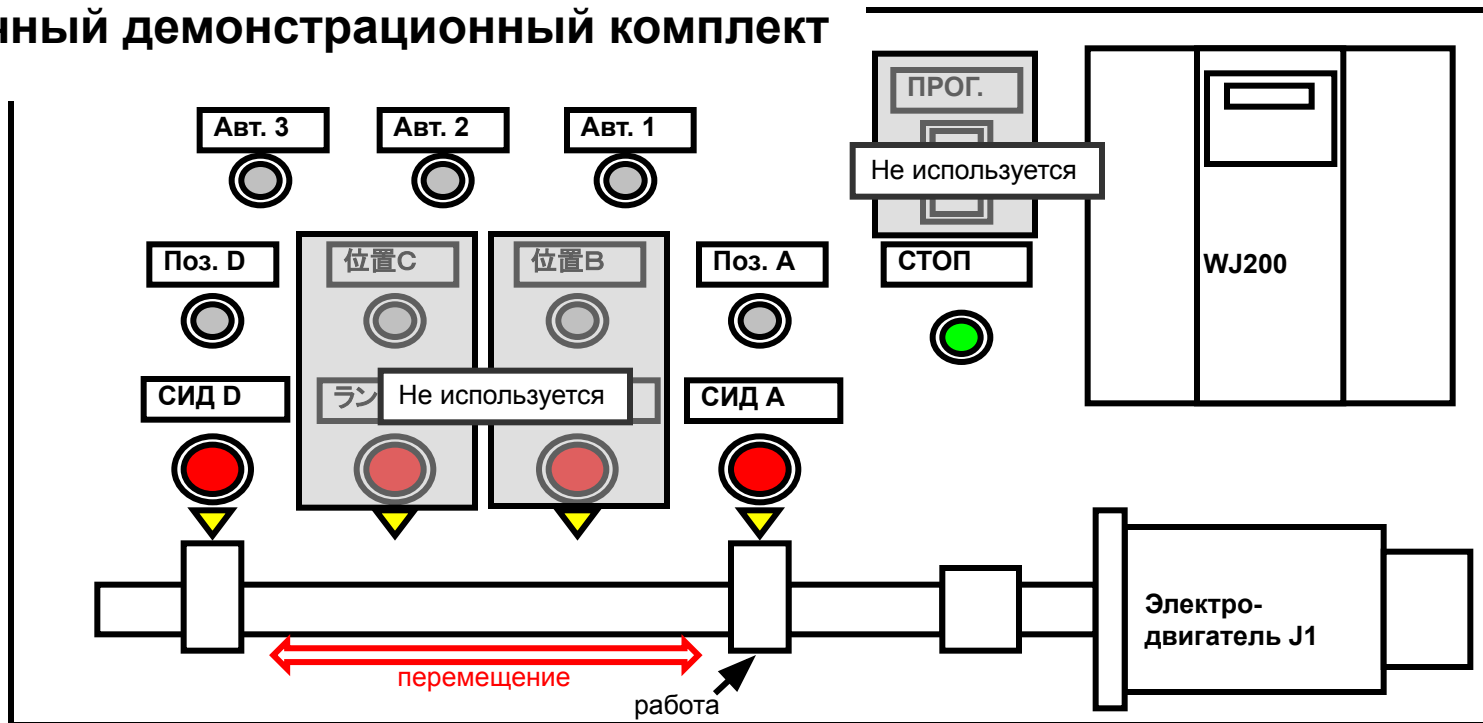 нный демонстрационный комплект
ПРОГ.
Не используется
Авт. 3
Авт. 2
Авт. 1
Поз. D
位置C
位置B
Поз. A
СТОП
WJ200
СИД D
ラン
Не используется
СИД A
Электро-
двигатель J1
перемещение
работа